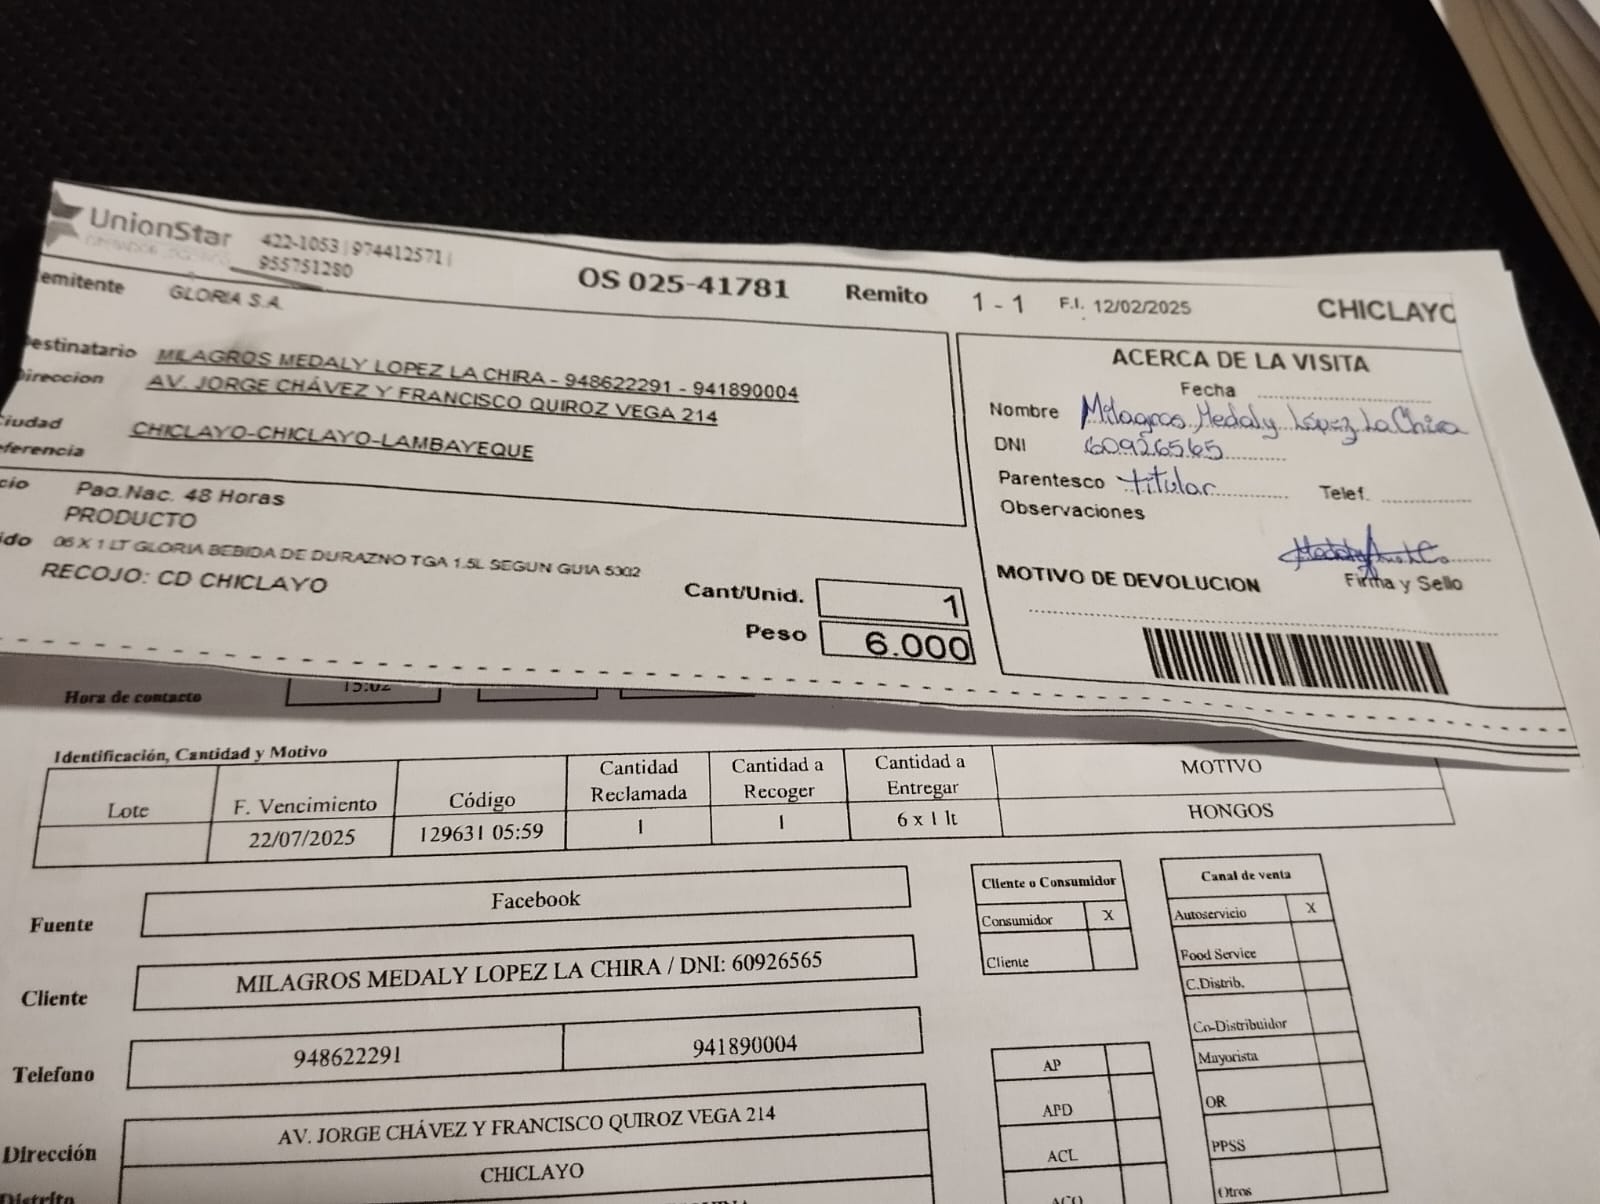 UnionStar
422-1053 | 974412571 |
955751280
OS 025-41781
Remito
1 - 1
F.I. 12/02/2025
CHICLAYO
emitente
GLORIA S.A.
estinatario
MILAGROS MEDALY LOPEZ LA CHIRA - 948622291 - 941890004
Direccion
AV. JORGE CHÁVEZ Y FRANCISCO QUIROZ VEGA 214
Ciudad
CHICLAYO-CHICLAYO-LAMBAYEQUE
eferencia
cio
Paq.Nac. 48 Horas
PRODUCTO
ido
06 X 1 LT GLORIA BEBIDA DE DURAZNO TGA 1.5L SEGUN GUIA 5302
RECOJO: CD CHICLAYO
Cant/Unid.
1
Peso
6.000
ACERCA DE LA VISITA
Fecha
Nombre
Milagros Medaly López La Chira
DNI
60926565
Parentesco
titular
Telef.
Observaciones
Firma y Sello
MOTIVO DE DEVOLUCION
Hora de contacto
15:02
Identificación, Cantidad y Motivo
Lote
F. Vencimiento
Código
Cantidad Reclamada
Cantidad a Recoger
Cantidad a Entregar
MOTIVO
22/07/2025
129631 05:59
1
1
6 x 1 lt
HONGOS
Fuente
Facebook
Cliente
MILAGROS MEDALY LOPEZ LA CHIRA / DNI: 60926565
Telefono
948622291
941890004
Dirección
AV. JORGE CHÁVEZ Y FRANCISCO QUIROZ VEGA 214
CHICLAYO
Distrito
Cliente o Consumidor
Consumidor
X
Cliente
AP
APD
ACL
ACO
Canal de venta
Autoservicio
X
Food Service
C.Distrib.
Co-Distribuidor
Mayorista
OR
PPSS
Otros